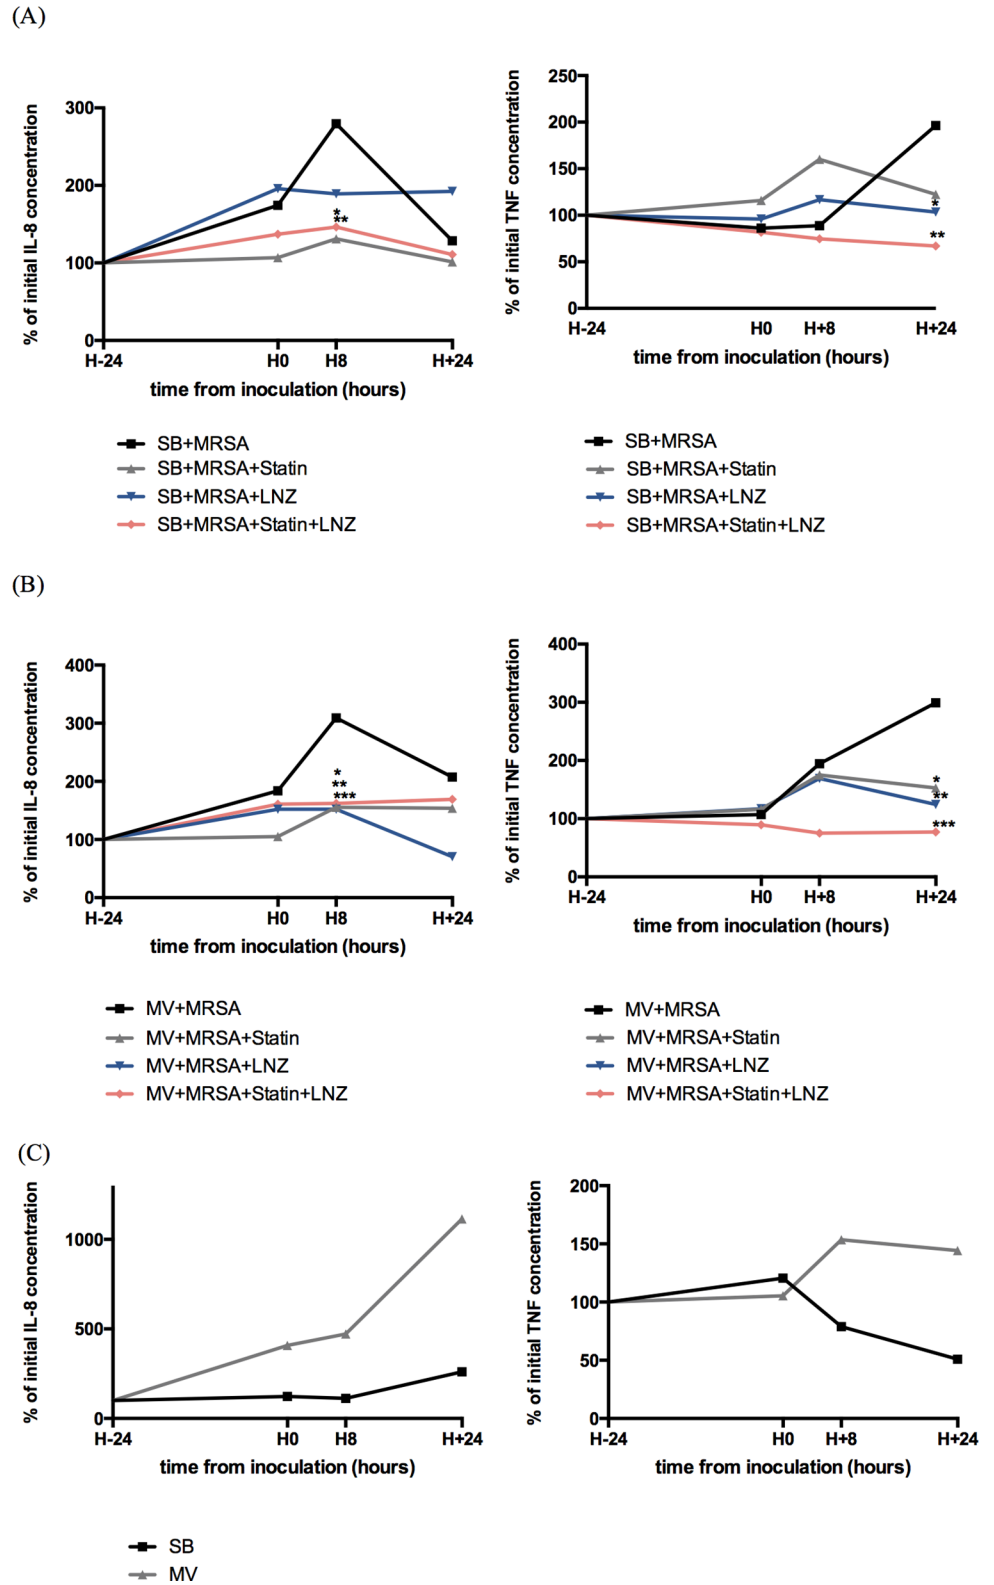 (A)
% of initial IL-8 concentration
300
200
100
0
*
**
H-24 H0 H8 H+24
time from inoculation (hours)
SB+MRSA
SB+MRSA+Statin
SB+MRSA+LNZ
SB+MRSA+Statin+LNZ
% of initial TNF concentration
250
200
150
100
50
0
*
**
H-24 H0 H+8 H+24
time from inoculation (hours)
SB+MRSA
SB+MRSA+Statin
SB+MRSA+LNZ
SB+MRSA+Statin+LNZ
(B)
% of initial IL-8 concentration
400
300
200
100
0
*
**
***
H-24 H0 H8 H+24
time from inoculation (hours)
MV+MRSA
MV+MRSA+Statin
MV+MRSA+LNZ
MV+MRSA+Statin+LNZ
% of initial TNF concentration
400
300
200
100
0
*
**
***
H-24 H0 H+8 H+24
time from inoculation (hours)
MV+MRSA
MV+MRSA+Statin
MV+MRSA+LNZ
MV+MRSA+Statin+LNZ
(C)
% of initial IL-8 concentration
1000
500
0
H-24 H0 H8 H+24
time from inoculation (hours)
% of initial TNF concentration
200
150
100
50
0
H-24 H0 H+8 H+24
time from inoculation (hours)
SB
MV